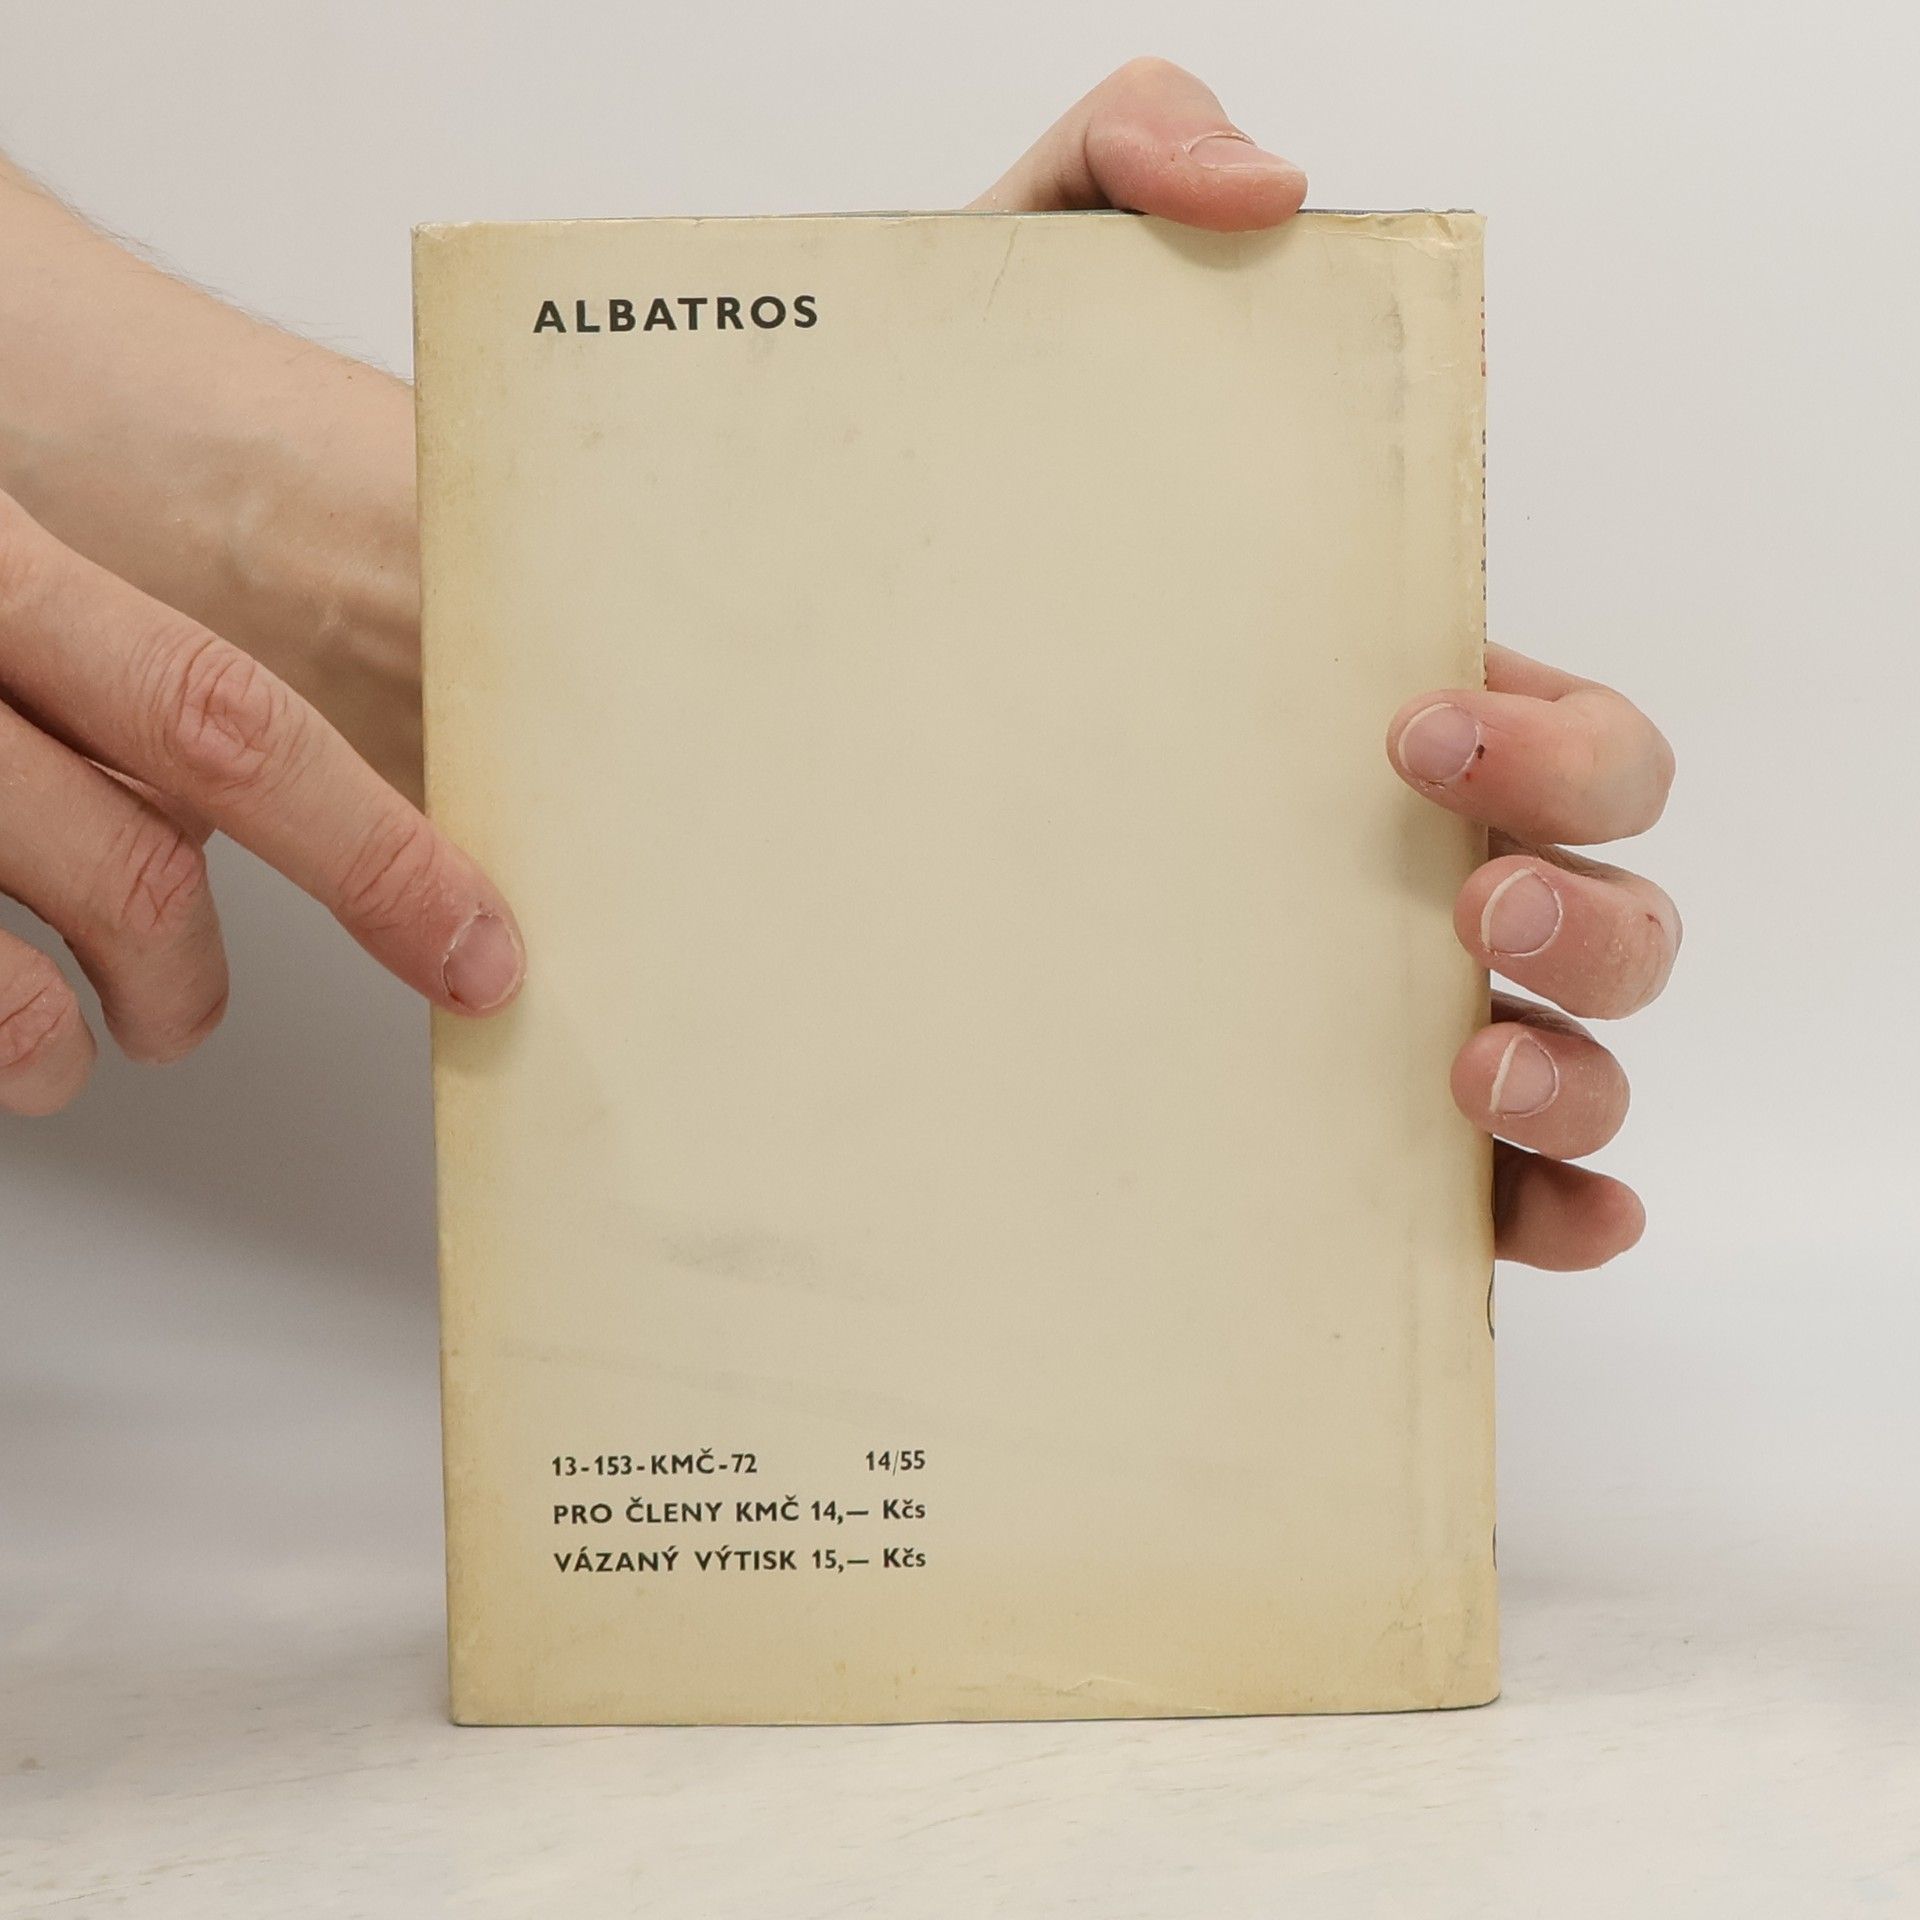 ALBATROS
13-153-KMČ-72 14/55
PRO ČLENY KMČ 14,— Kčs
VÁZANÝ VÝTISK 15,— Kčs